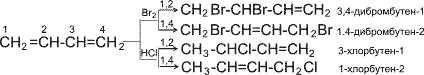 1,2 CH₂Br-CHBr-CH=CH₂ 3,4-дибромбутен-1
Br₂
1,4 CH₂Br-CH=CH-CH₂Br 1.4-дибромбутен-2
1 2 3 4
CH₂=CH-CH=CH₂
HCl 1,2 CH₃-CHCl-CH=CH₂ 3-хлорбутен-1
1,4 CH₃-CH=CH-CH₂Cl 1-хлорбутен-2